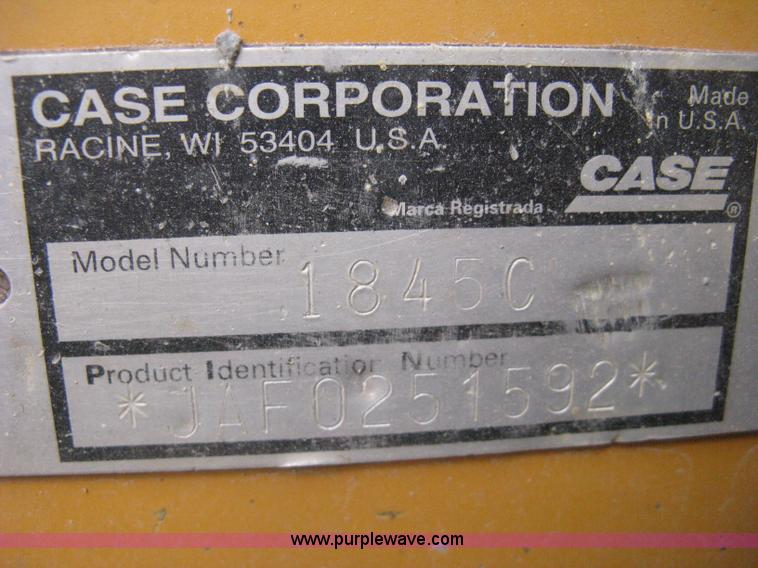 CASE CORPORATION
RACINE, WI 53404 U.S.A.
Made
in U.S.A.
CASE ®
Marca Registrada
Model Number
1845C
Product Identification Number
*JAF0251592*
www.purplewave.com